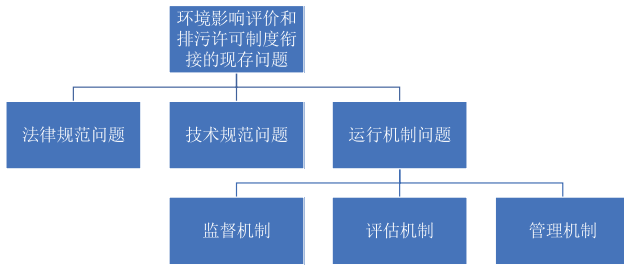 环境影响评价和
排污许可制度衔
接的现存问题
法律规范问题
技术规范问题
运行机制问题
监督机制
评估机制
管理机制